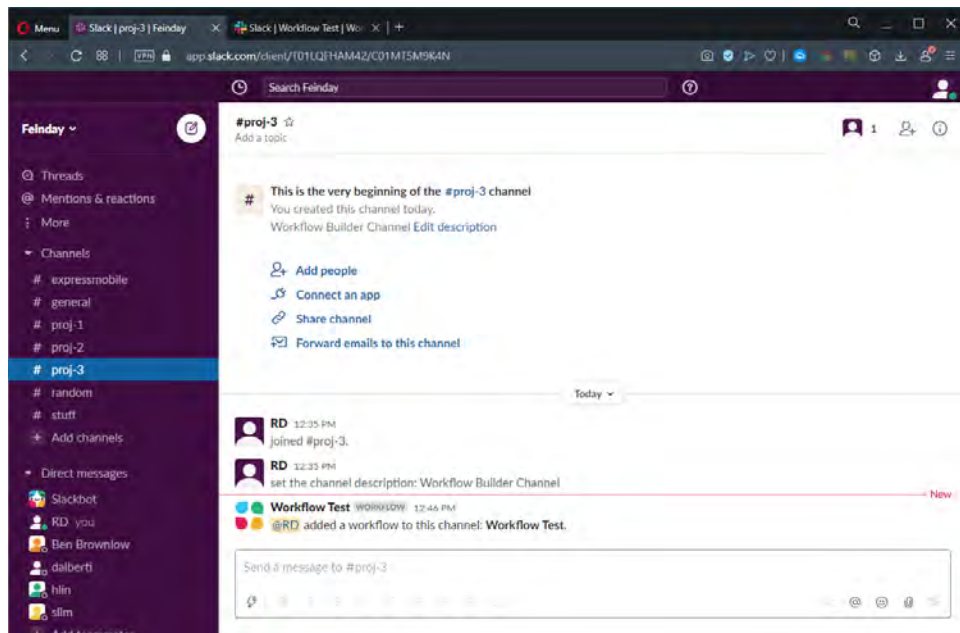 Menu
Slack | proj-3 | Feinday
Slack | Workflow Test | Wo
VPN
app.slack.com/client/T01LQFHAM42/C01MT5M9K4N
Search Feinday
Feinday
#proj-3
Add a topic
1
Threads
Mentions & reactions
More
Channels
# expressmobile
# general
# proj-1
# proj-2
# proj-3
# random
# stuff
+ Add channels
Direct messages
Slackbot
RD you
Ben Brownlow
dalberti
hlin
slim
#
This is the very beginning of the #proj-3 channel
You created this channel today.
Workflow Builder Channel Edit description
Add people
Connect an app
Share channel
Forward emails to this channel
Today
RD 12:35 PM
joined #proj-3.
RD 12:35 PM
set the channel description: Workflow Builder Channel
New
Workflow Test WORKFLOW 12:46 PM
@RD added a workflow to this channel: Workflow Test.
Send a message to #proj-3